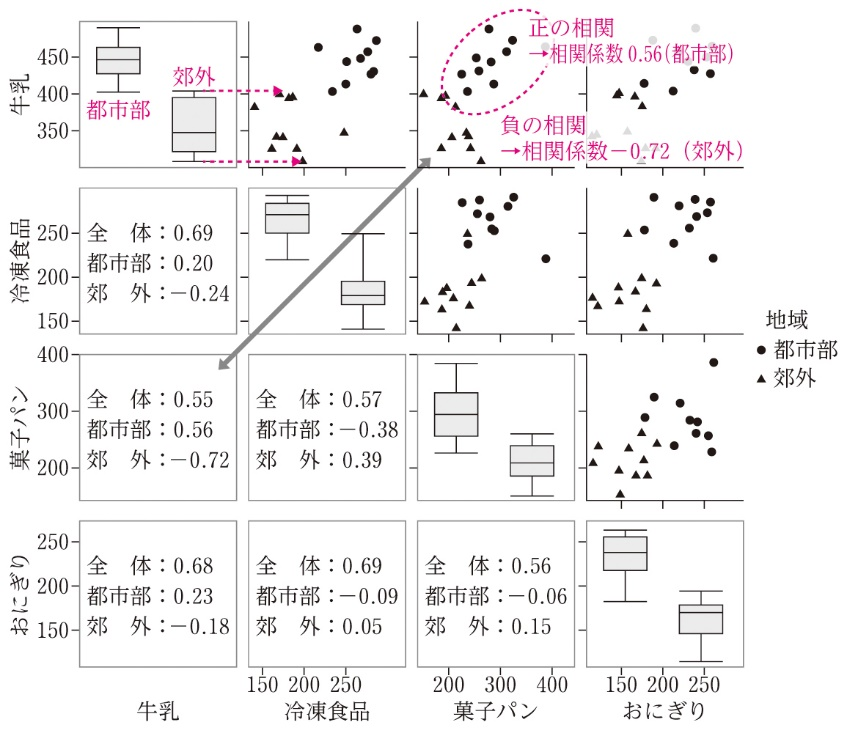 牛乳
450
400
350
郊外
都市部
正の相関
→相関係数 0.56(都市部)
負の相関
→相関係数−0.72（郊外）
冷凍食品
250
200
150
全　体：0.69
都市部：0.20
郊　外：−0.24
地域
● 都市部
▲ 郊外
菓子パン
400
300
200
全　体：0.55
都市部：0.56
郊　外：−0.72
全　体：0.57
都市部：−0.38
郊　外：0.39
おにぎり
250
200
150
全　体：0.68
都市部：0.23
郊　外：−0.18
全　体：0.69
都市部：−0.09
郊　外：0.05
全　体：0.56
都市部：−0.06
郊　外：0.15
150 200 250
200 300 400
150 200 250
牛乳
冷凍食品
菓子パン
おにぎり